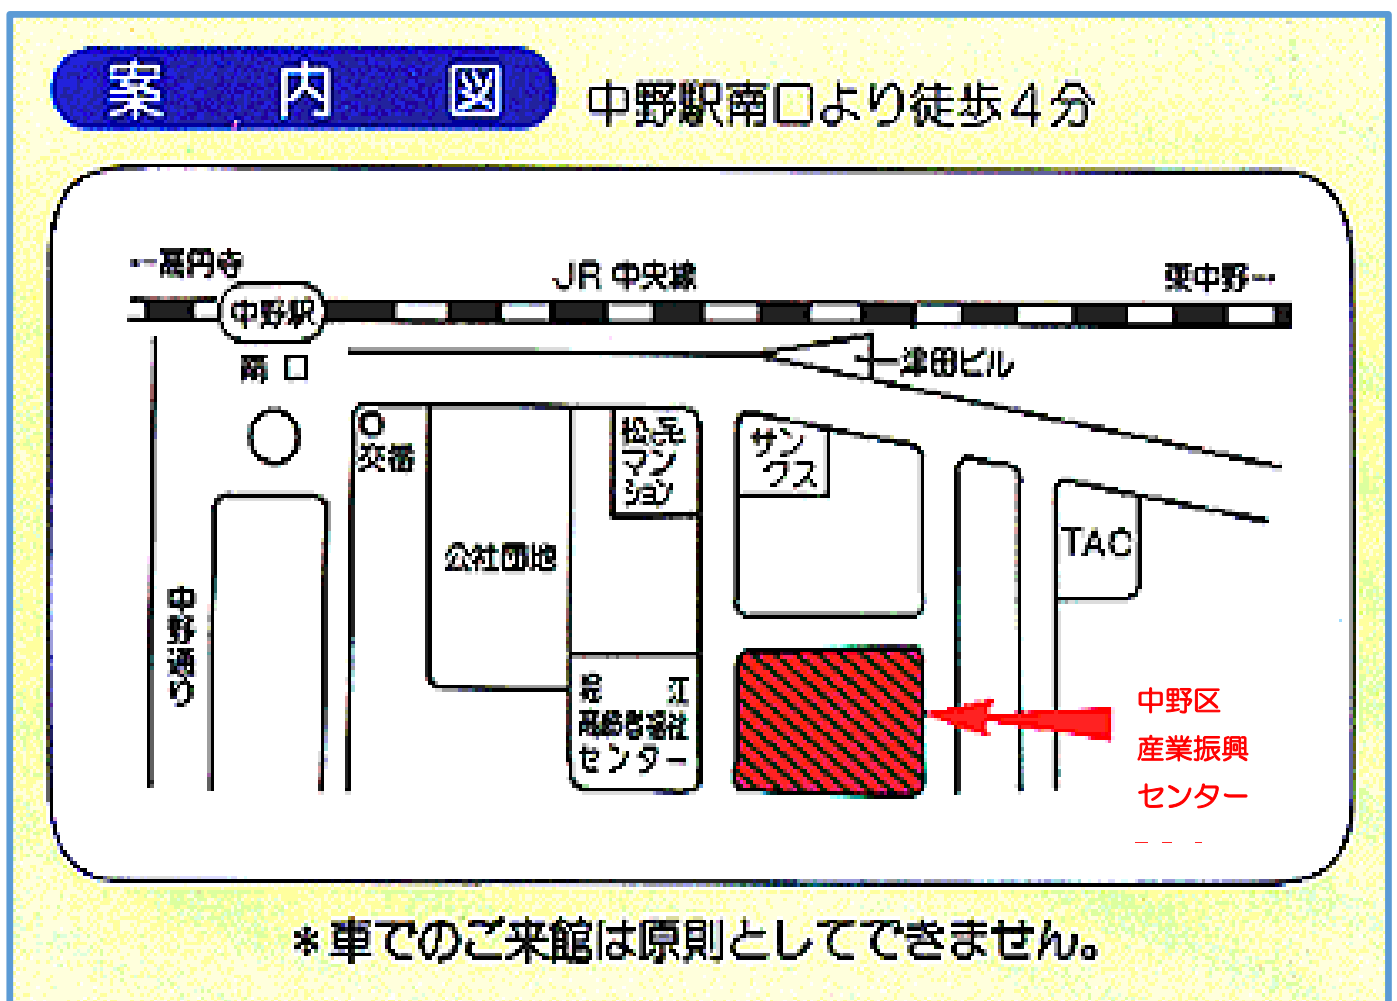 案内図
中野駅南口より徒歩4分
←高円寺
JR 中央線
東中野→
中野駅
南口
津田ビル
交番
マン
ション
サン
クス
公社団地
TAC
中野通り
高齢者福祉
センター
中野区
産業振興
センター
*車でのご来館は原則としてできません。